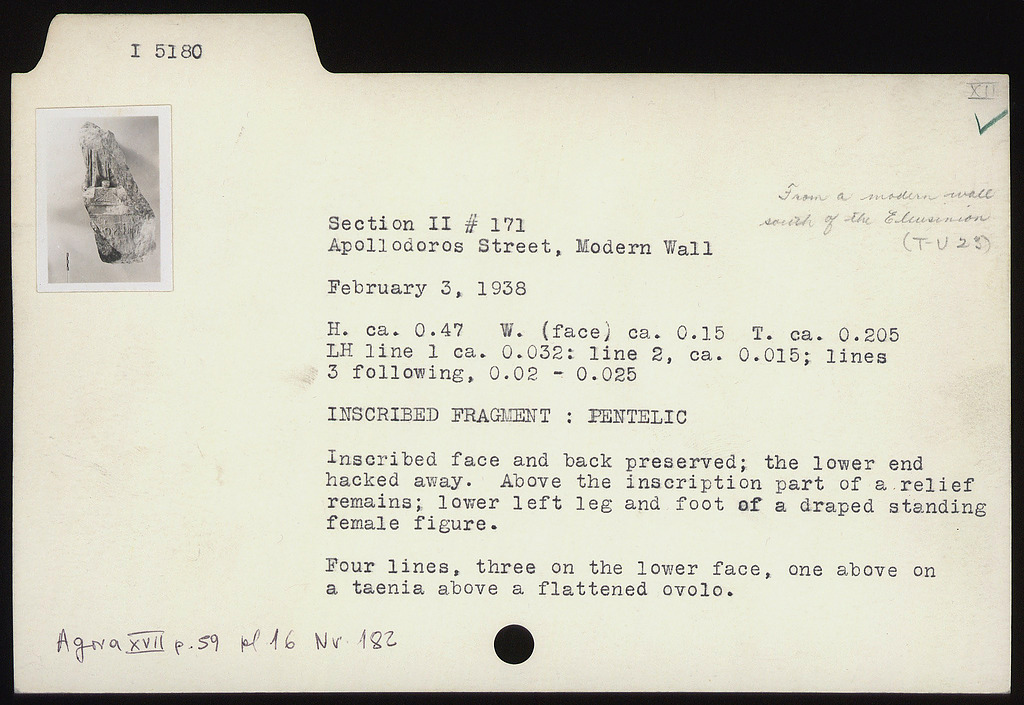 I 5180
XII
From a modern wall
south of the Eleusinion
(T-U 23)
Section II # 171
Apollodoros Street, Modern Wall
February 3, 1938
H. ca. 0.47 W. (face) ca. 0.15 T. ca. 0.205
LH line 1 ca. 0.032: line 2, ca. 0.015; lines
3 following, 0.02 - 0.025
INSCRIBED FRAGMENT : PENTELIC
Inscribed face and back preserved; the lower end
hacked away. Above the inscription part of a relief
remains; lower left leg and foot of a draped standing
female figure.
Four lines, three on the lower face, one above on
a taenia above a flattened ovolo.
Agora XVII p. 59 pl 16 Nr. 182